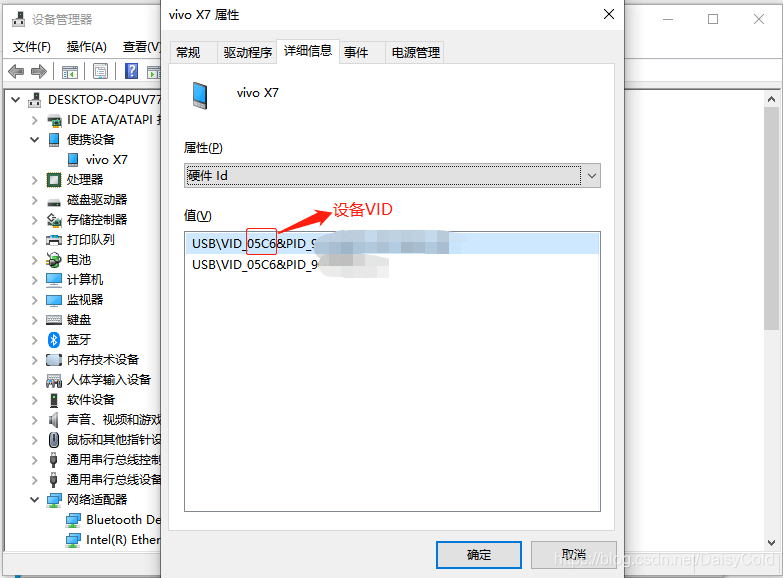 设备管理器
文件(F) 操作(A) 查看(V)
DESKTOP-O4PUV77
IDE ATA/ATAPI
便携设备
vivo X7
处理器
磁盘驱动器
存储控制器
打印队列
电池
计算机
监视器
键盘
蓝牙
内存技术设备
人体学输入设备
软件设备
声音、视频和游戏
鼠标和其他指针设
通用串行总线控制
通用串行总线设备
网络适配器
Bluetooth De
Intel(R) Ether
vivo X7 属性
常规 驱动程序 详细信息 事件 电源管理
vivo X7
属性(P)
硬件 Id
设备VID
值(V)
USB\VID_05C6&PID_9
USB\VID_05C6&PID_9
确定 取消
https://blog.csdn.net/DaisyCold